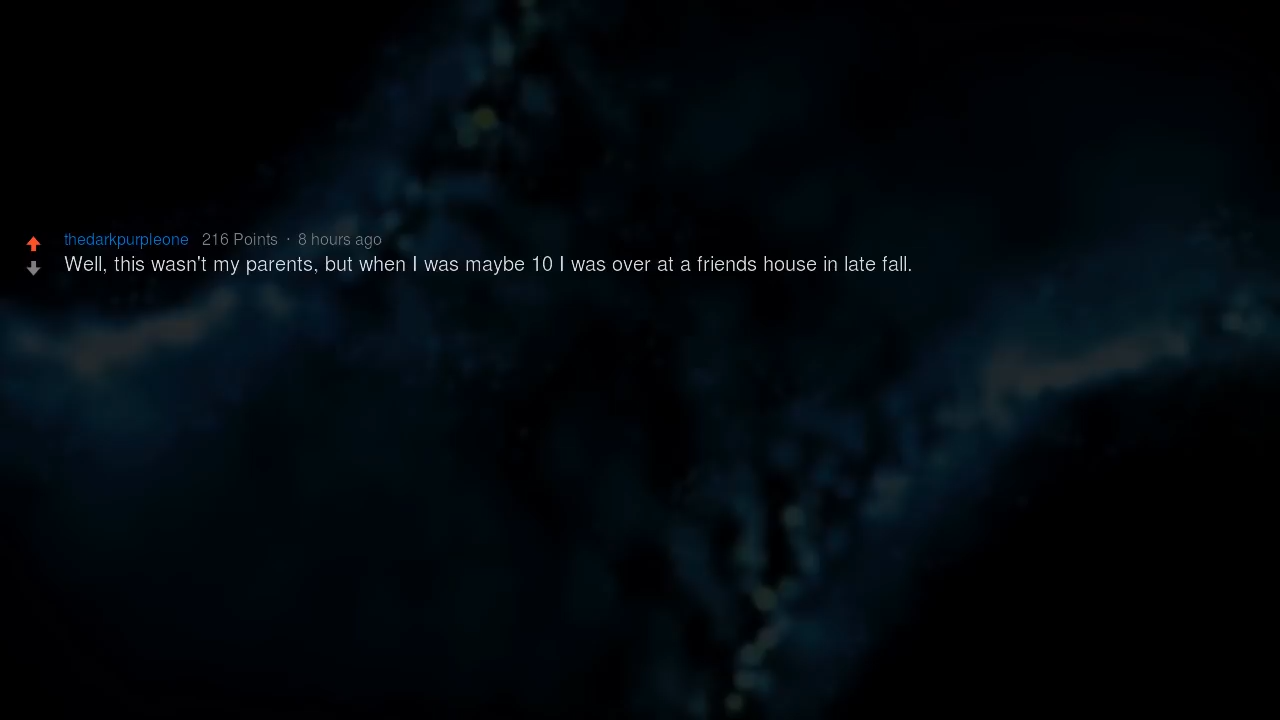 thedarkpurpleone 216 Points · 8 hours ago
Well, this wasn't my parents, but when I was maybe 10 I was over at a friends house in late fall.